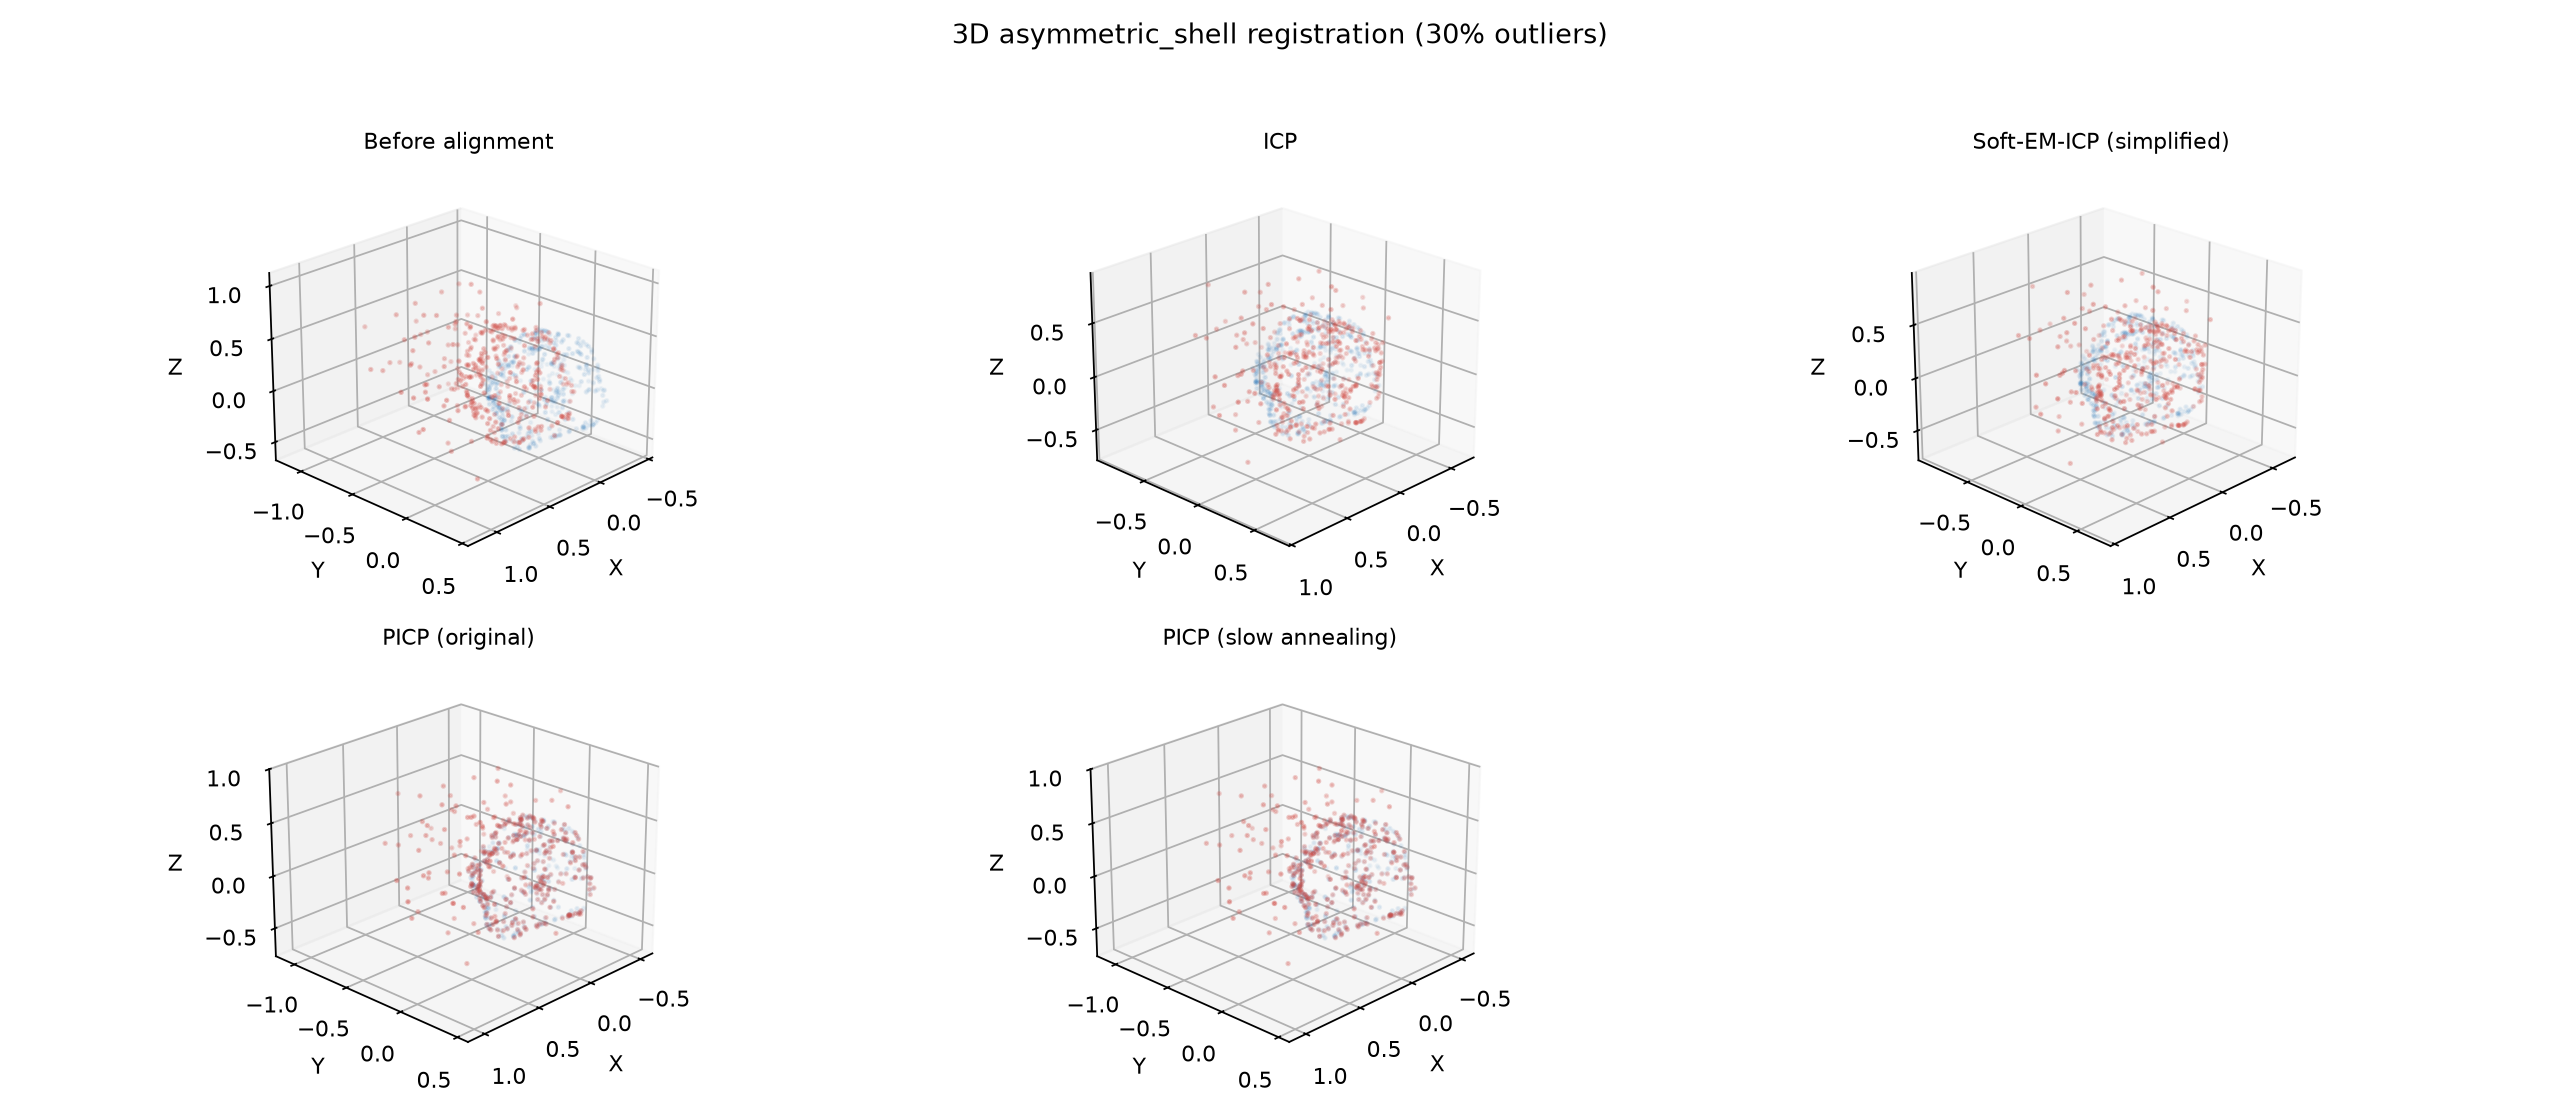 3D asymmetric_shell registration (30% outliers)
Before alignment
1.0
0.5
0.0
−0.5
Z
−1.0
−0.5
0.0
0.5
Y
−0.5
0.0
0.5
1.0
X
ICP
0.5
0.0
−0.5
Z
−0.5
0.0
0.5
Y
−0.5
0.0
0.5
1.0
X
Soft-EM-ICP (simplified)
0.5
0.0
−0.5
Z
−0.5
0.0
0.5
Y
−0.5
0.0
0.5
1.0
X
PICP (original)
1.0
0.5
0.0
−0.5
Z
−1.0
−0.5
0.0
0.5
Y
−0.5
0.0
0.5
1.0
X
PICP (slow annealing)
1.0
0.5
0.0
−0.5
Z
−1.0
−0.5
0.0
0.5
Y
−0.5
0.0
0.5
1.0
X